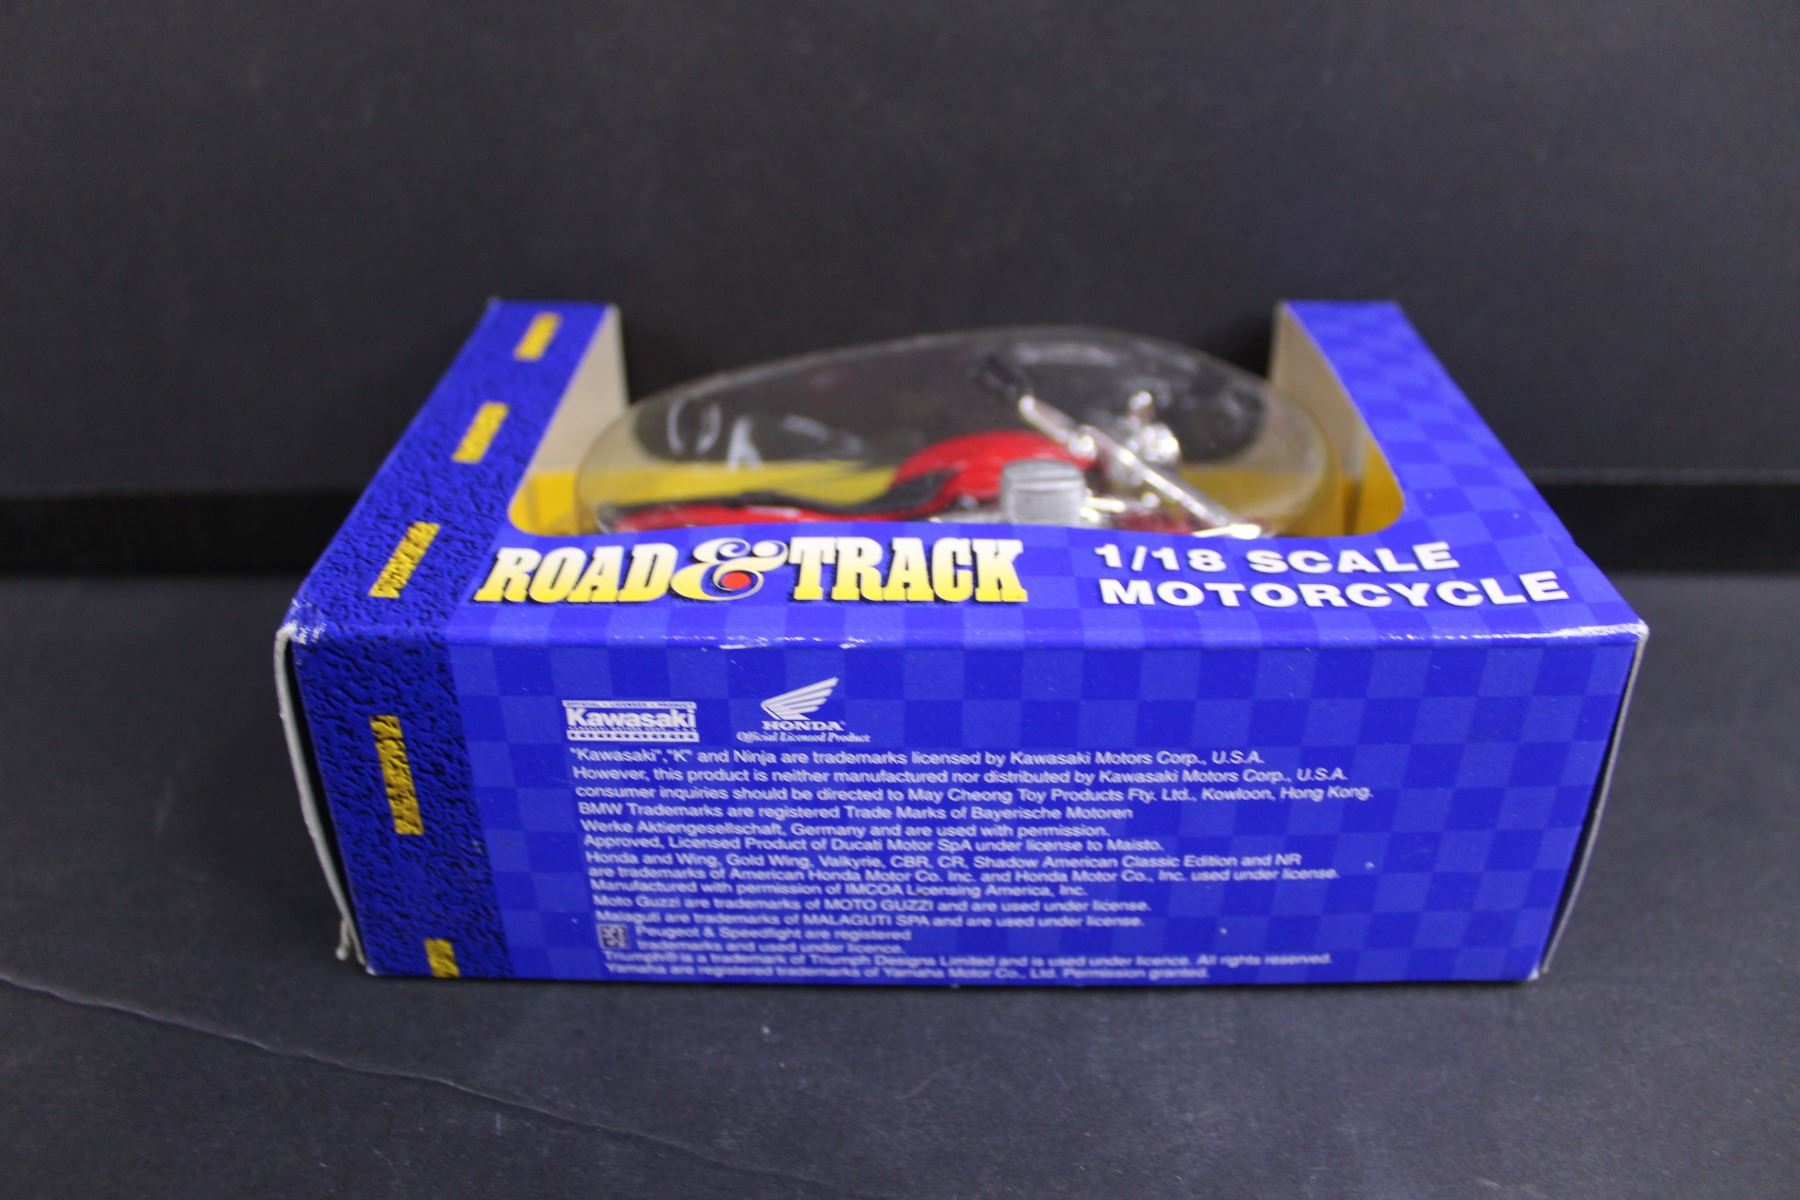 ROAD & TRACK
1/18 SCALE
MOTORCYCLE
Kawasaki
HONDA
Official Licensed Product
"Kawasaki", "K" and Ninja are trademarks licensed by Kawasaki Motors Corp., U.S.A.
However, this product is neither manufactured nor distributed by Kawasaki Motors Corp., U.S.A.
consumer inquiries should be directed to May Cheong Toy Products Fty. Ltd., Kowloon, Hong Kong.
BMW Trademarks are registered Trade Marks of Bayerische Motoren
Werke Aktiengesellschaft, Germany and are used with permission.
Approved, Licensed Product of Ducati Motor SpA under license to Maisto.
Honda and Wing, Gold Wing, Valkyrie, CBR, CR, Shadow American Classic Edition and NR
are trademarks of American Honda Motor Co. Inc. and Honda Motor Co., Inc. used under license.
Manufactured with permission of IMCOA Licensing America, Inc.
Moto Guzzi are trademarks of MOTO GUZZI and are used under license.
Malaguti are trademarks of MALAGUTI SPA and are used under license.
Peugeot & Speedfight are registered
trademarks and used under licence.
Triumph® is a trademark of Triumph Designs Limited and is used under licence. All rights reserved.
Yamaha are registered trademarks of Yamaha Motor Co., Ltd. Permission granted.